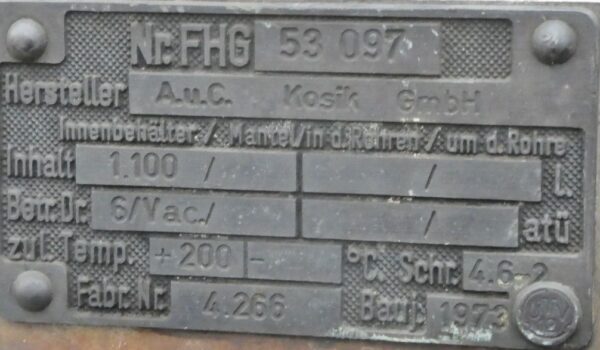 Nr. FHG 53 097
Hersteller A.u.C. Kosik GmbH
Innenbehälter / Mantel / in d. Rohren / um d. Rohre
Inhalt 1.100 / / l.
Betr. Dr. 6/Vac./ / atü
zul. Temp. +200 - °C. Schr. 4.6-2
Fabr. Nr. 4.266 Bauj. 1973